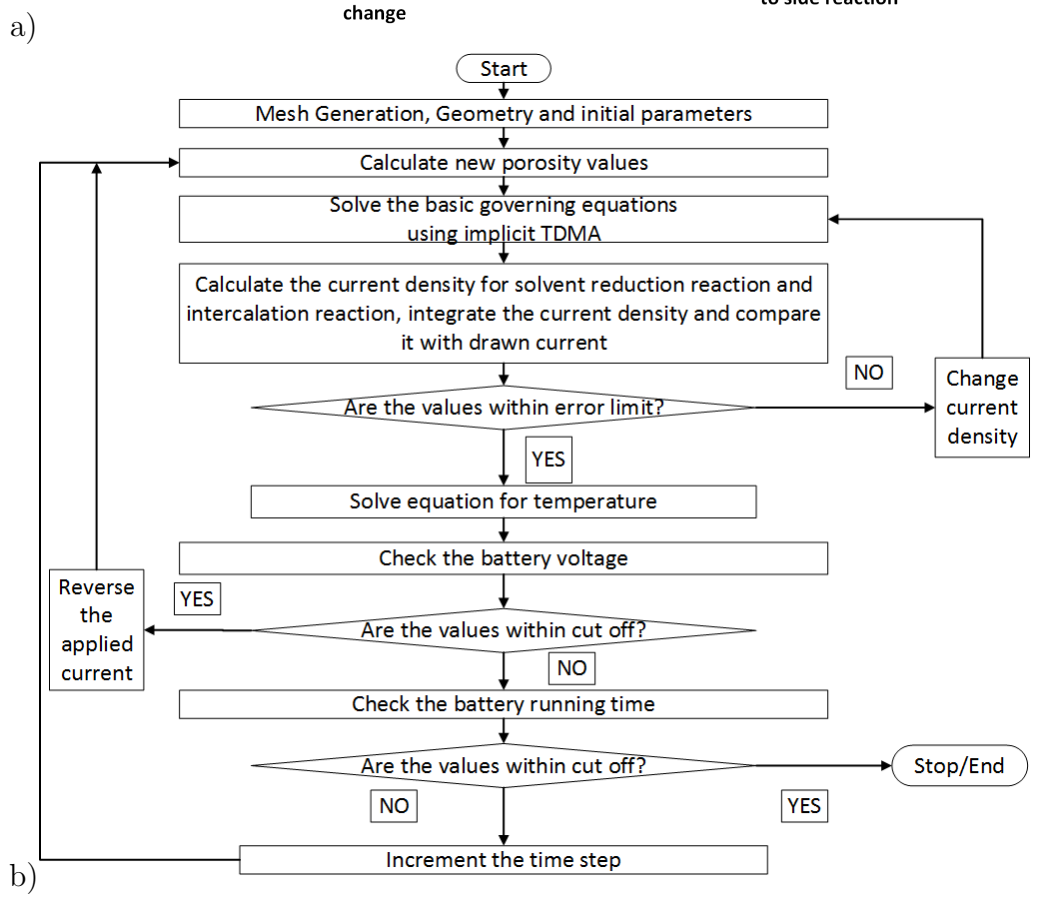 to side reaction
change
a)
Start
Mesh Generation, Geometry and initial parameters
Calculate new porosity values
Solve the basic governing equations
using implicit TDMA
Calculate the current density for solvent reduction reaction and
intercalation reaction, integrate the current density and compare
it with drawn current
NO
Change
current
density
Are the values within error limit?
YES
Solve equation for temperature
Check the battery voltage
Reverse
the
applied
current
YES
Are the values within cut off?
NO
Check the battery running time
Are the values within cut off?
Stop/End
NO
YES
Increment the time step
b)